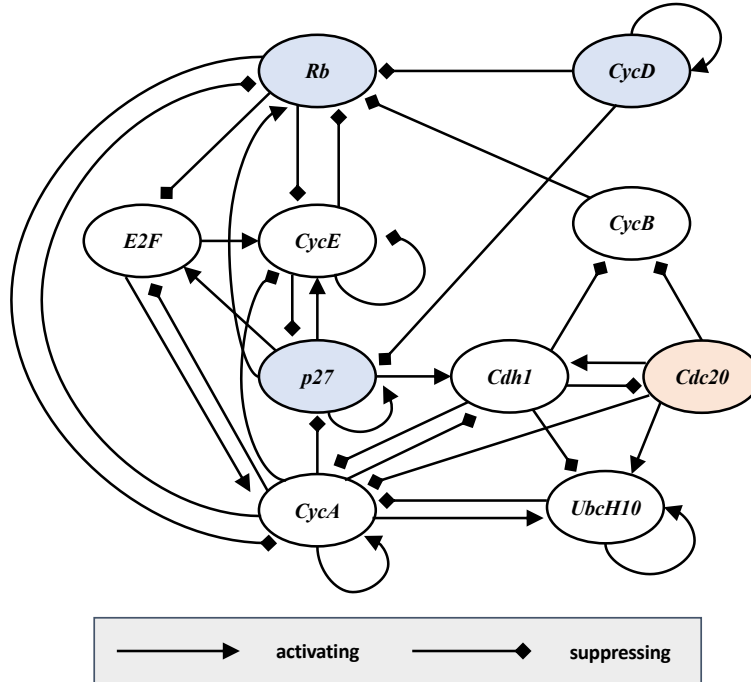 Rb
CycD
E2F
CycE
CycB
p27
Cdh1
Cdc20
CycA
UbcH10
activating
suppressing